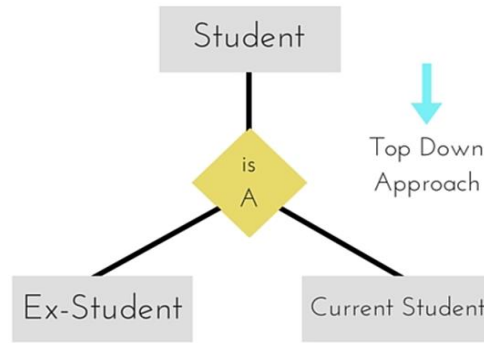 Student
is
A
Top Down
Approach
Ex-Student
Current Student